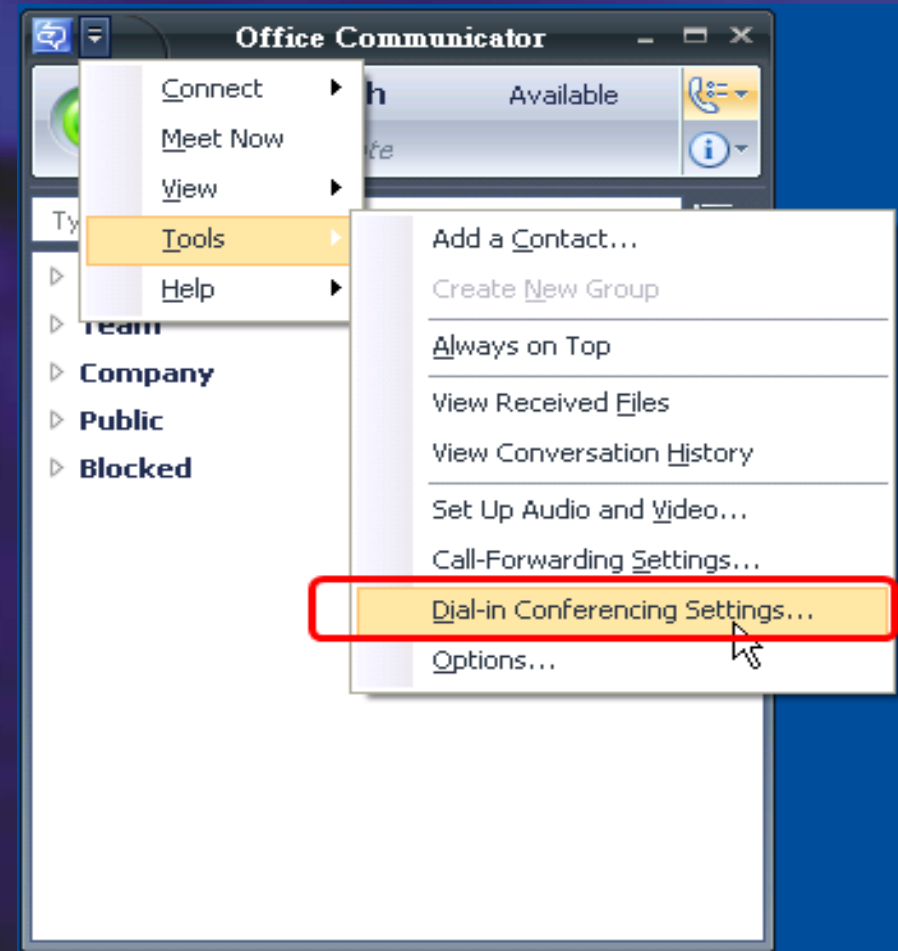 Office Communicator
Connect
Available
Meet Now
View
Tools
Add a Contact...
Create New Group
Help
Always on Top
Team
Company
View Received Files
Public
View Conversation History
Blocked
Set Up Audio and Video...
Call-Forwarding Settings...
Dial-in Conferencing Settings...
Options...